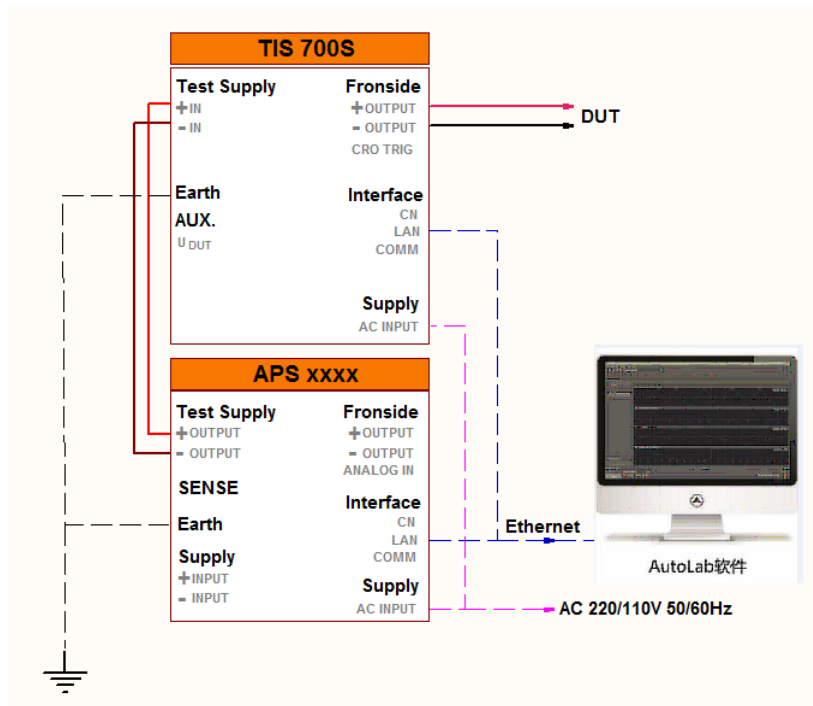 TIS 700S
Test Supply
+IN
- IN
Earth
AUX.
U DUT
Fronside
+OUTPUT
- OUTPUT
CRO TRIG
Interface
CN
LAN
COMM
Supply
AC INPUT
DUT
APS xxxx
Test Supply
+OUTPUT
- OUTPUT
SENSE
Earth
Supply
+INPUT
- INPUT
Fronside
+OUTPUT
- OUTPUT
ANALOG IN
Interface
CN
LAN
COMM
Supply
AC INPUT
Ethernet
AutoLab软件
AC 220/110V 50/60Hz